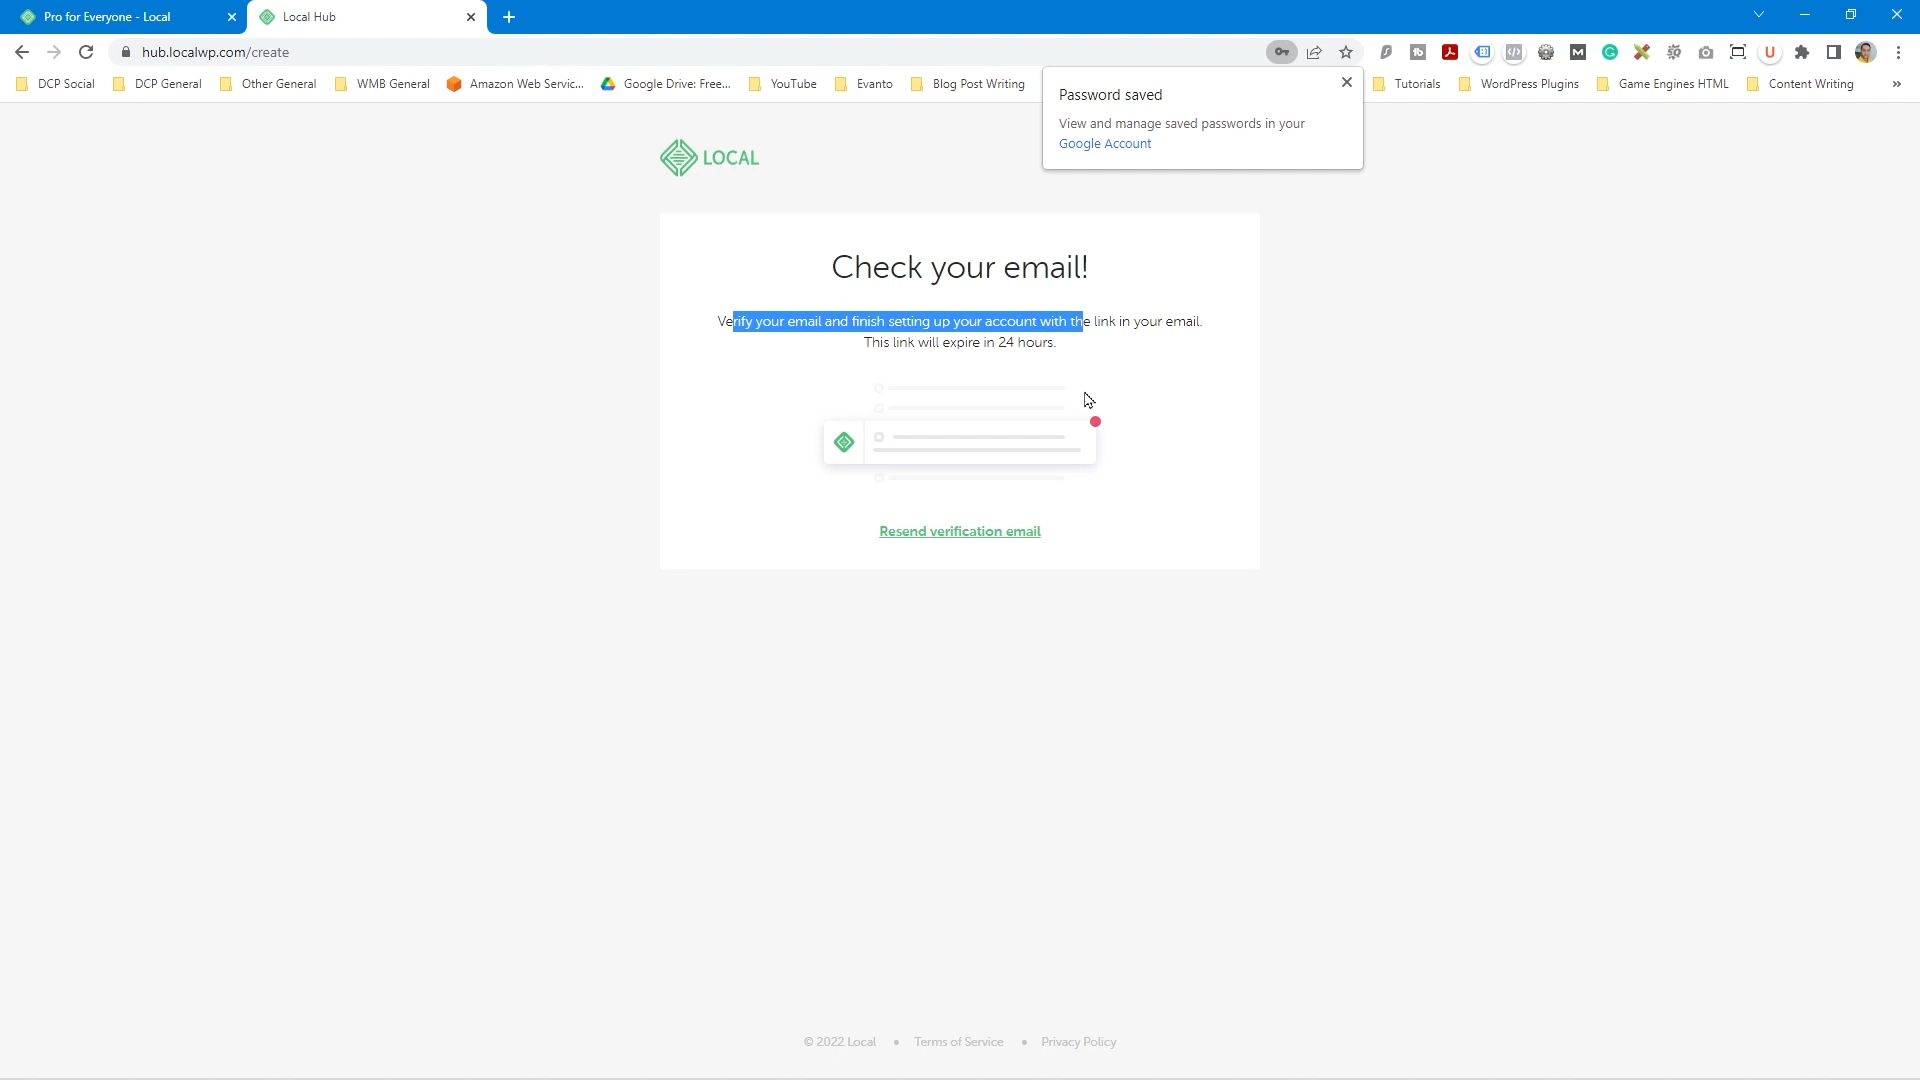 Pro for Everyone - Local
Local Hub
hub.localwp.com/create
DCP Social
DCP General
Other General
WMB General
Amazon Web Servic...
Google Drive: Free...
YouTube
Evanto
Blog Post Writing
Tutorials
WordPress Plugins
Game Engines HTML
Content Writing
»
Password saved
View and manage saved passwords in your
Google Account
LOCAL
Check your email!
Verify your email and finish setting up your account with the link in your email.
This link will expire in 24 hours.
Resend verification email
© 2022 Local • Terms of Service • Privacy Policy